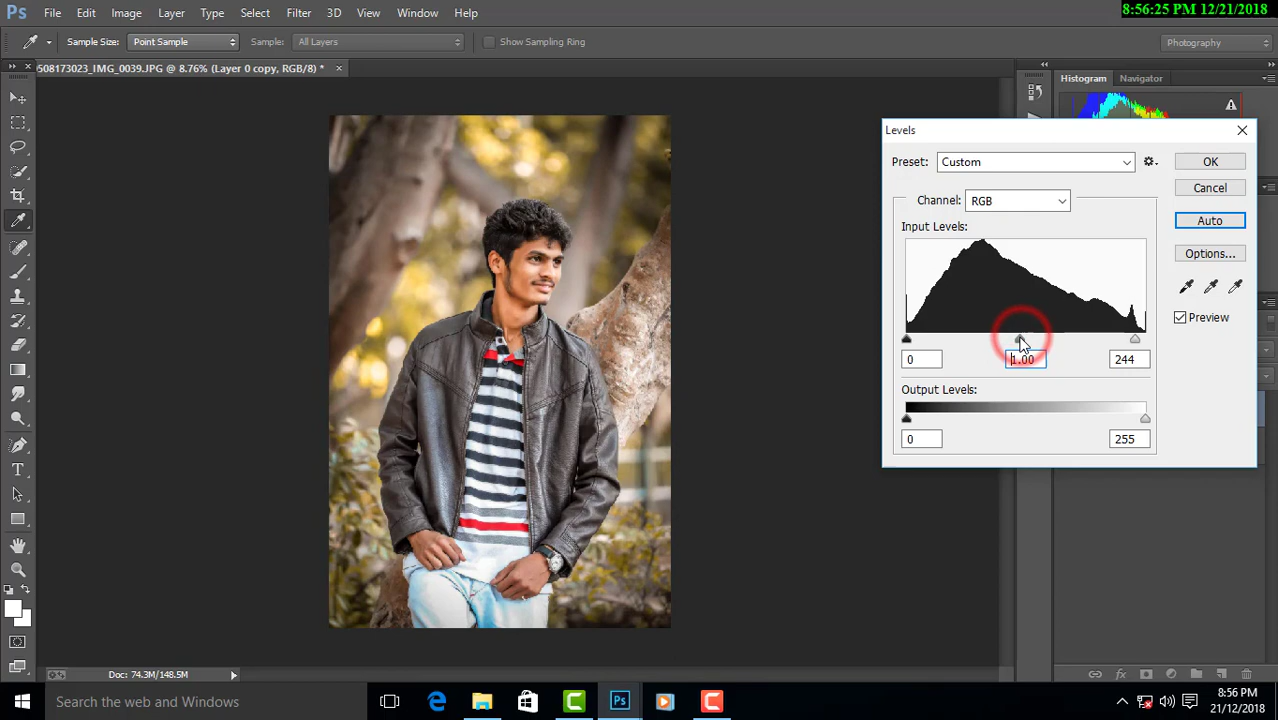 8:56:25 PM 12/21/2018
Ps File Edit Image Layer Type Select Filter 3D View Window Help
Sample Size: Point Sample Sample: All Layers Show Sampling Ring Photography
508173023_IMG_0039.JPG @ 8.76% (Layer 0 copy, RGB/8) * ×
Histogram Navigator
Levels
Preset: Custom OK
Cancel
Channel: RGB
Auto
Input Levels:
Options...
Preview
0 1.00 244
Output Levels:
0 255
T
fx
Doc: 74.3M/148.5M
Search the web and Windows
e
Ps
8:56 PM
21/12/2018